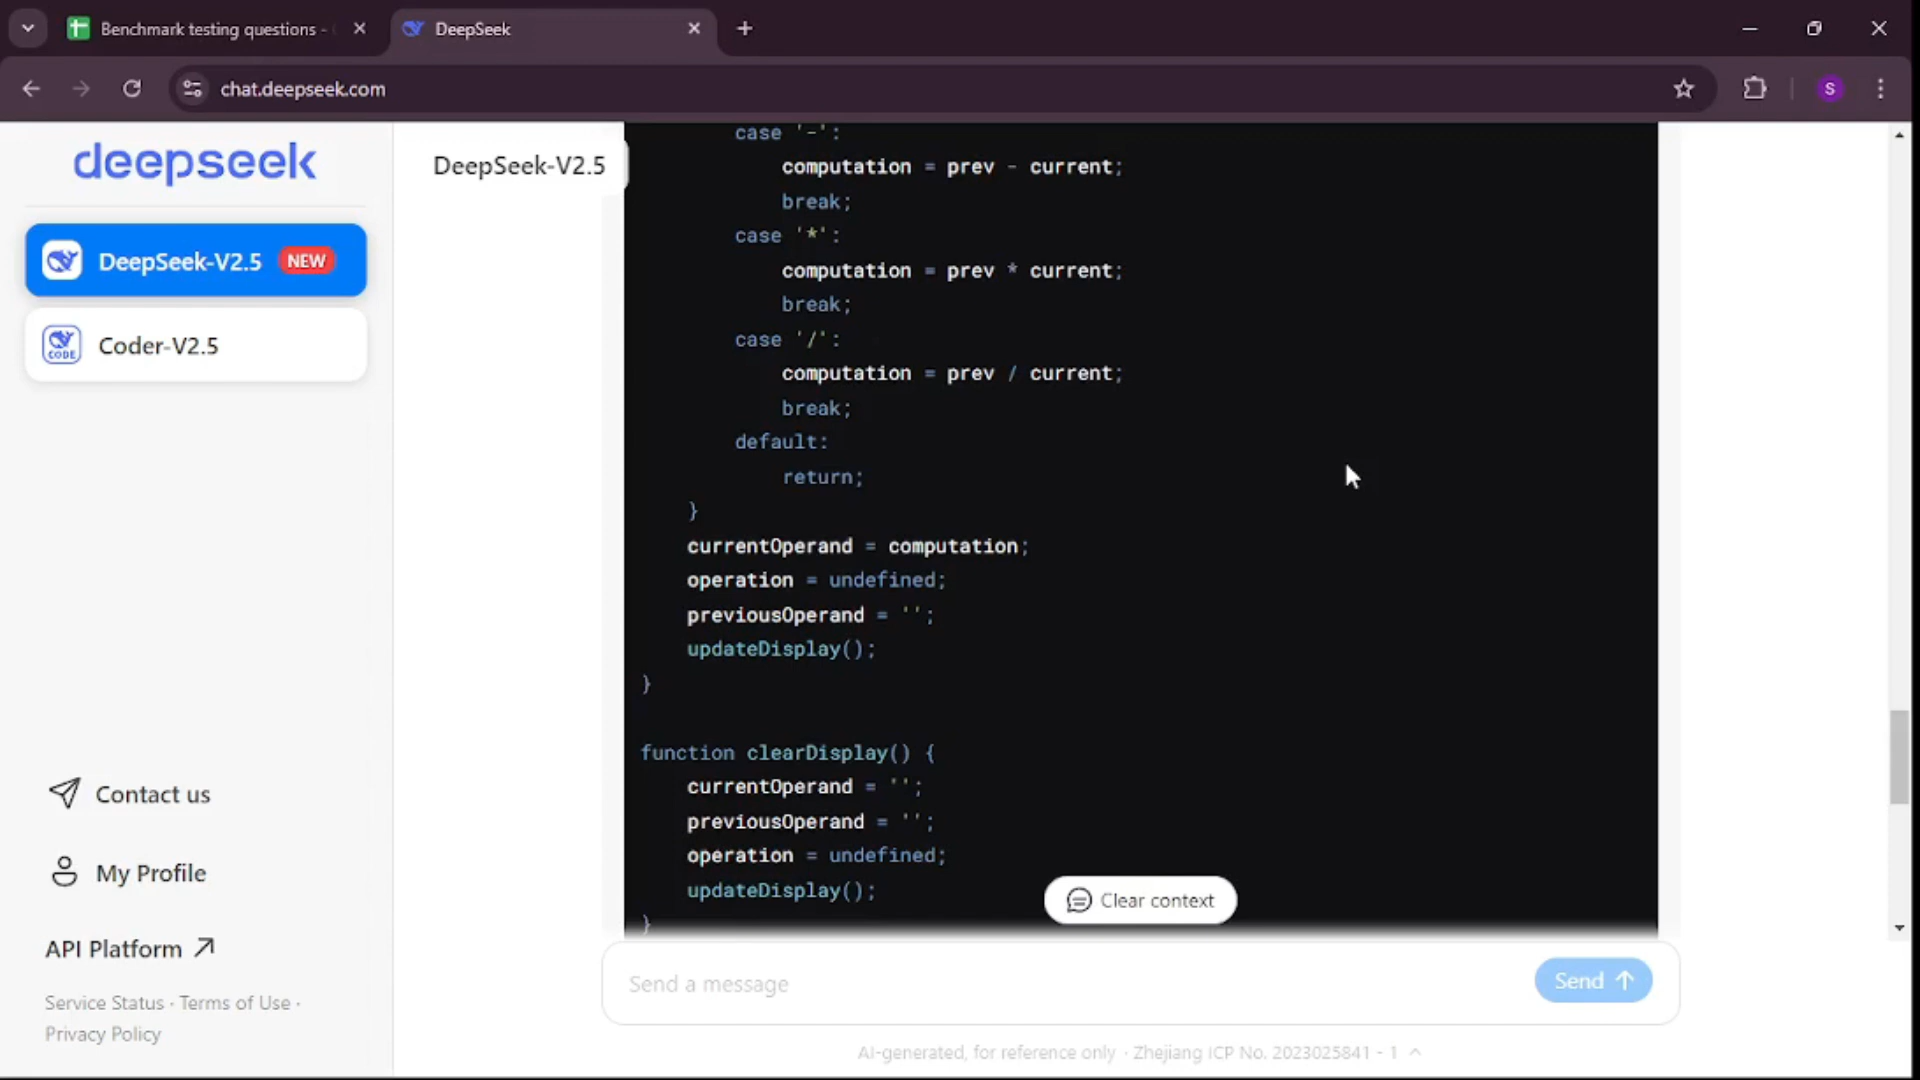 Benchmark testing questions -
DeepSeek
chat.deepseek.com
S
deepseek
DeepSeek-V2.5 NEW
CODE
Coder-V2.5
Contact us
My Profile
API Platform
Service Status · Terms of Use ·
Privacy Policy
DeepSeek-V2.5
case '-':
computation = prev - current;
break;
case '*':
computation = prev * current;
break;
case '/':
computation = prev / current;
break;
default:
return;
}
currentOperand = computation;
operation = undefined;
previousOperand = '';
updateDisplay();
}
function clearDisplay() {
currentOperand = '';
previousOperand = '';
operation = undefined;
updateDisplay();
}
Clear context
Send a message
Send
AI-generated, for reference only · Zhejiang ICP No. 2023025841 - 1